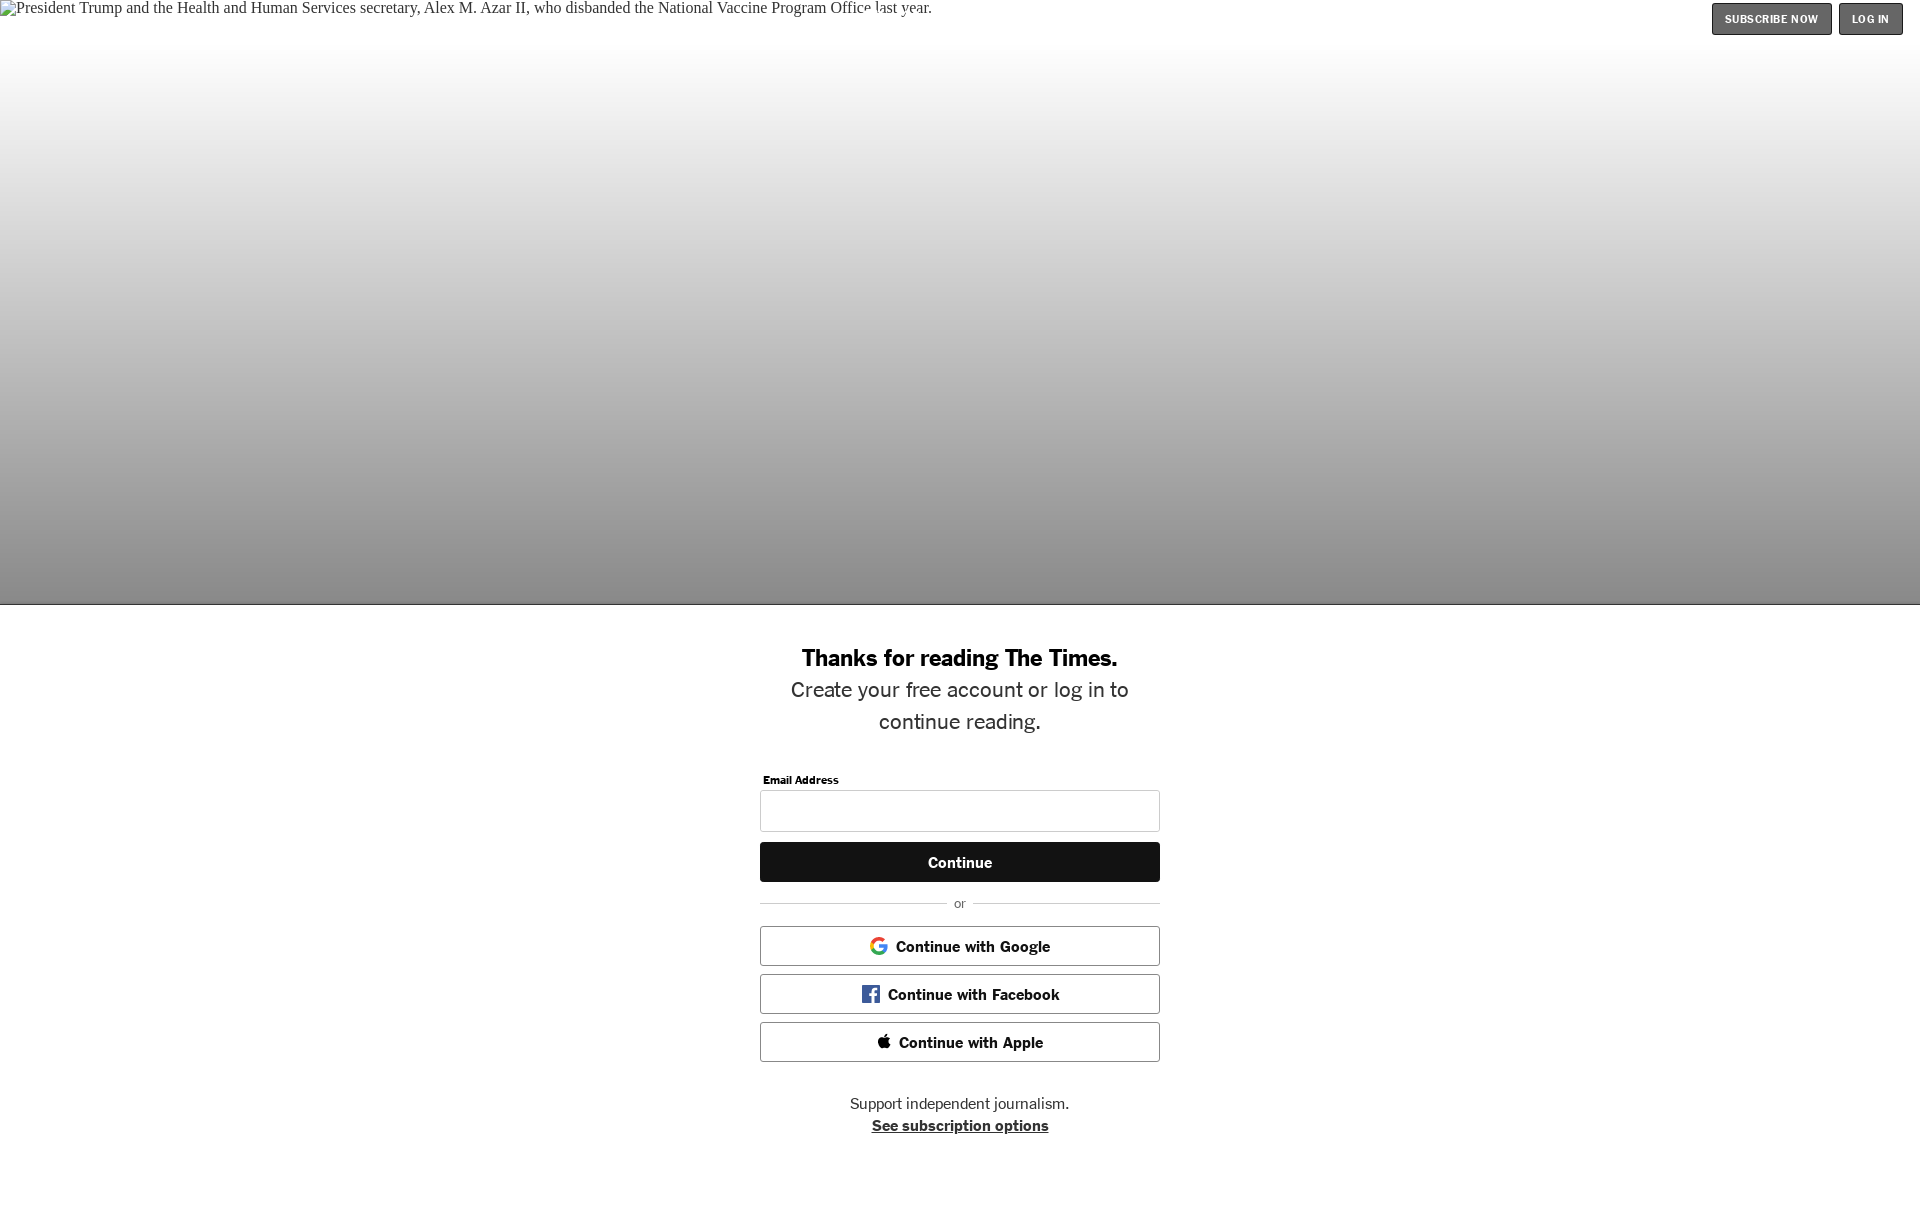 President Trump and the Health and Human Services secretary, Alex M. Azar II, who disbanded the National Vaccine Program Office last year.
SUBSCRIBE NOW
LOG IN
Thanks for reading The Times.
Create your free account or log in to
continue reading.
Email Address
Continue
or
Continue with Google
Continue with Facebook
Continue with Apple
Support independent journalism.
See subscription options